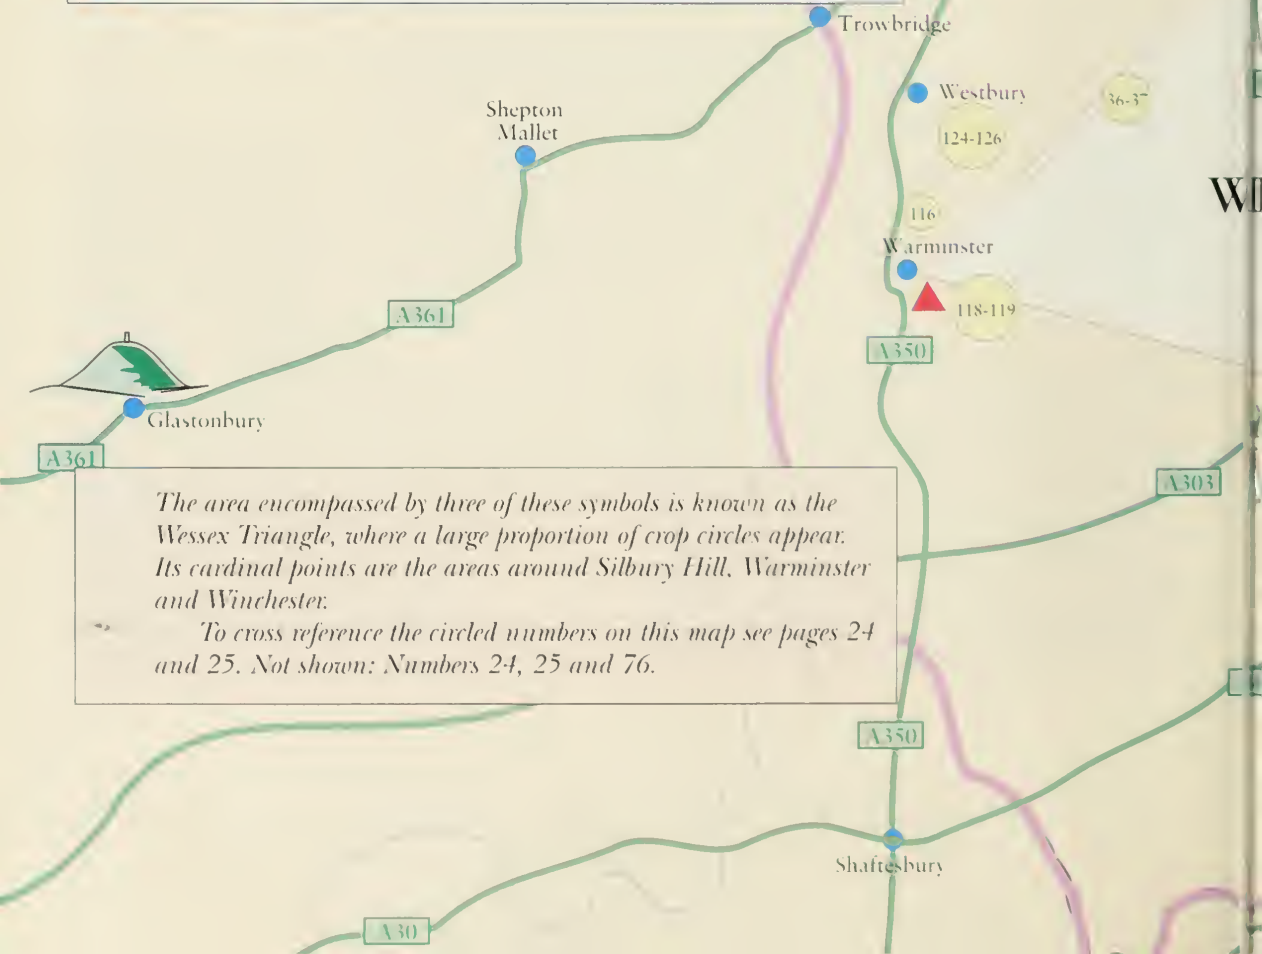 Trowbridge
Westbury
36-37
Shepton
Mallet
124-126
116
Warminster
A361
118-119
A350
Glastonbury
A361
A303
The area encompassed by three of these symbols is known as the
Wessex Triangle, where a large proportion of crop circles appear.
Its cardinal points are the areas around Silbury Hill, Warminster
and Winchester.
To cross reference the circled numbers on this map see pages 24
and 25. Not shown: Numbers 24, 25 and 76.
A350
Shaftesbury
A30